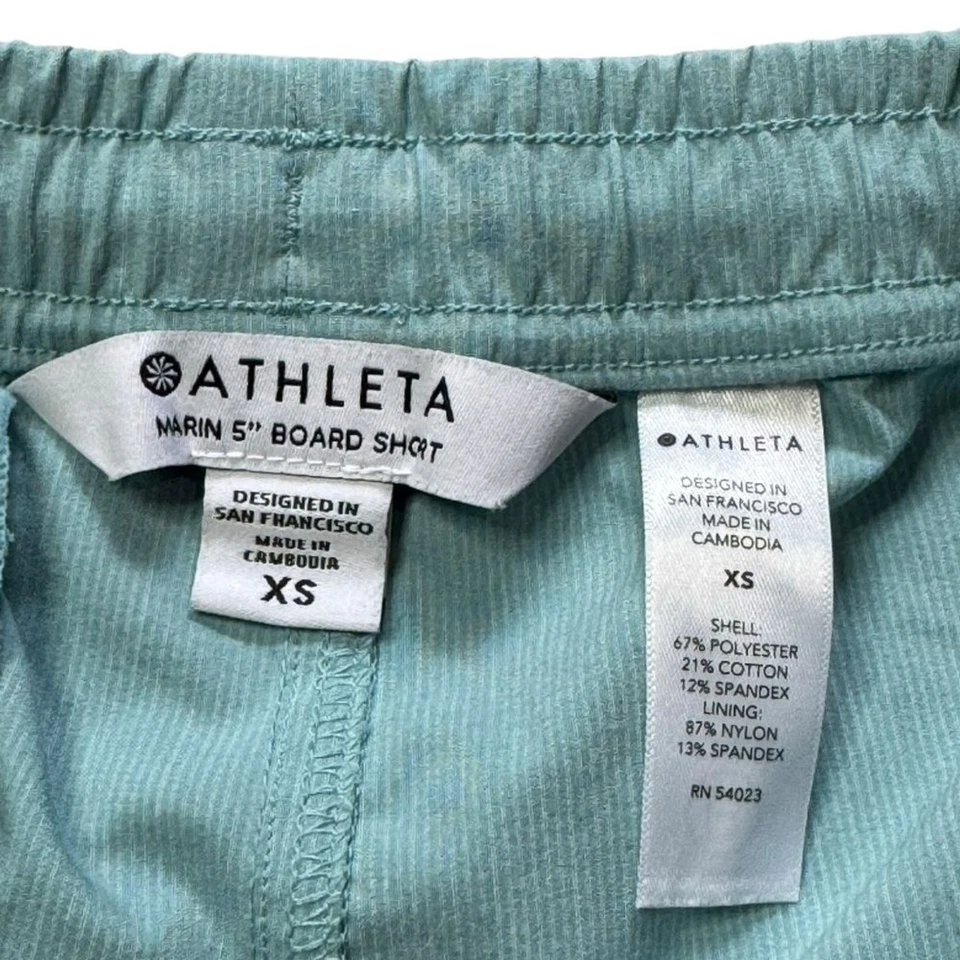 ATHLETA
MARIN 5" BOARD SHORT
DESIGNED IN
SAN FRANCISCO
MADE IN
CAMBODIA
XS
ATHLETA
DESIGNED IN
SAN FRANCISCO
MADE IN
CAMBODIA
XS
SHELL:
67% POLYESTER
21% COTTON
12% SPANDEX
LINING:
87% NYLON
13% SPANDEX
RN 54023